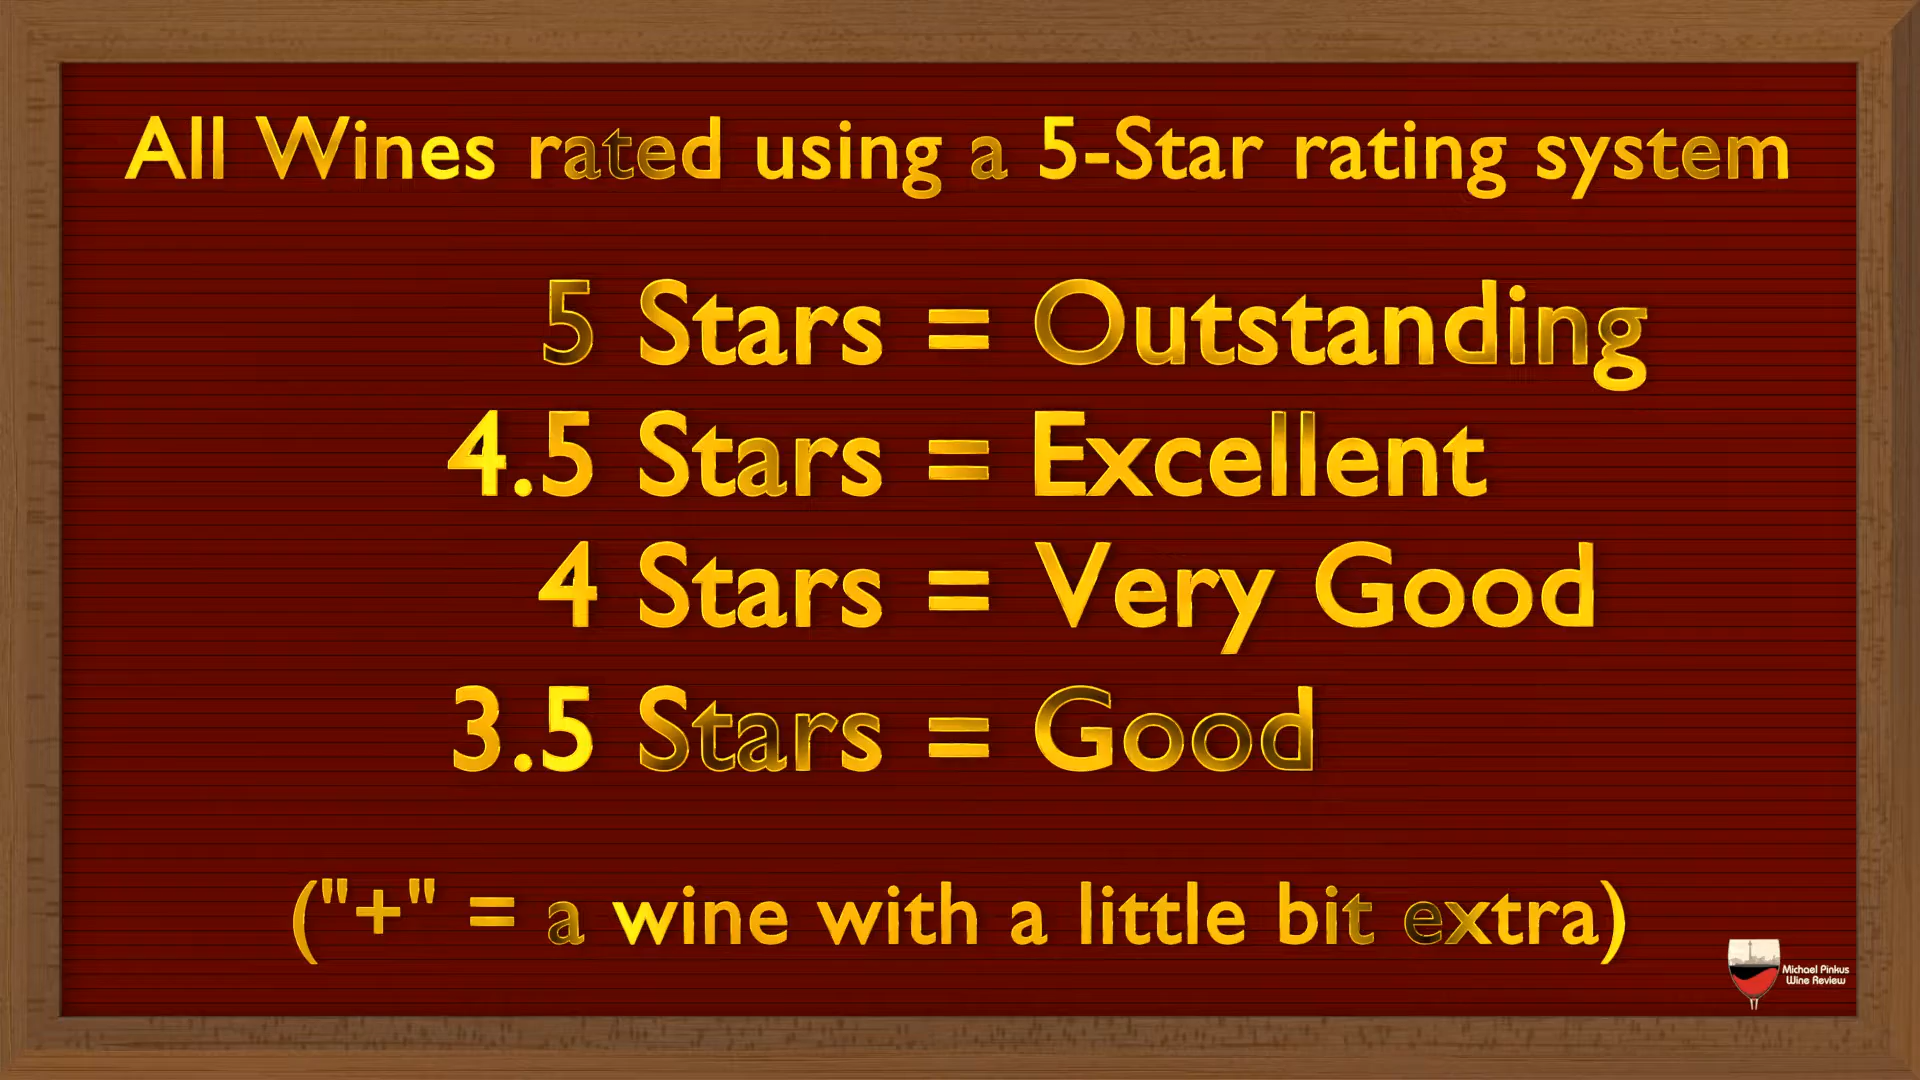 All Wines rated using a 5-Star rating system
5 Stars = Outstanding
4.5 Stars = Excellent
4 Stars = Very Good
3.5 Stars = Good
("+" = a wine with a little bit extra)
Michael Pinkus
Wine Review